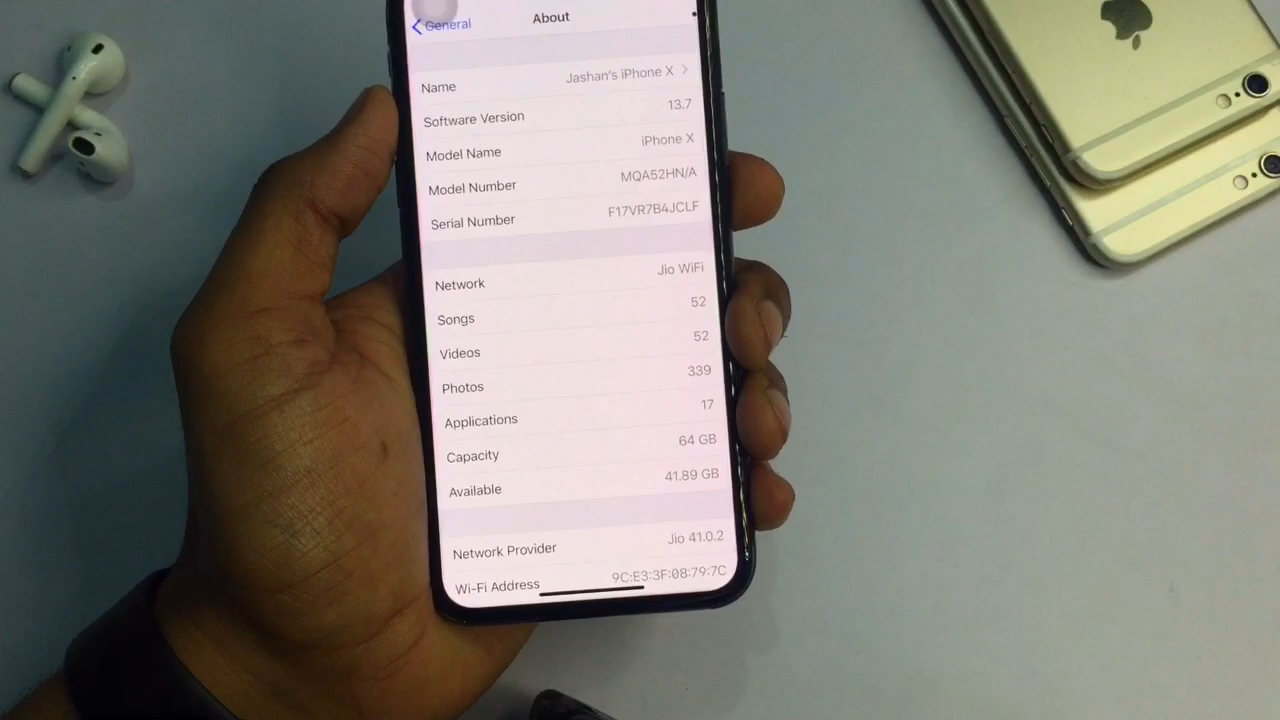 General
About
Name Jashan's iPhone X
Software Version 13.7
Model Name iPhone X
Model Number MQA52HN/A
Serial Number F17VR7B4JCLF
Network Jio WiFi
Songs 52
Videos 52
Photos 339
Applications 17
Capacity 64 GB
Available 41.89 GB
Network Provider Jio 41.0.2
Wi-Fi Address 9C:E3:3F:08:79:7C